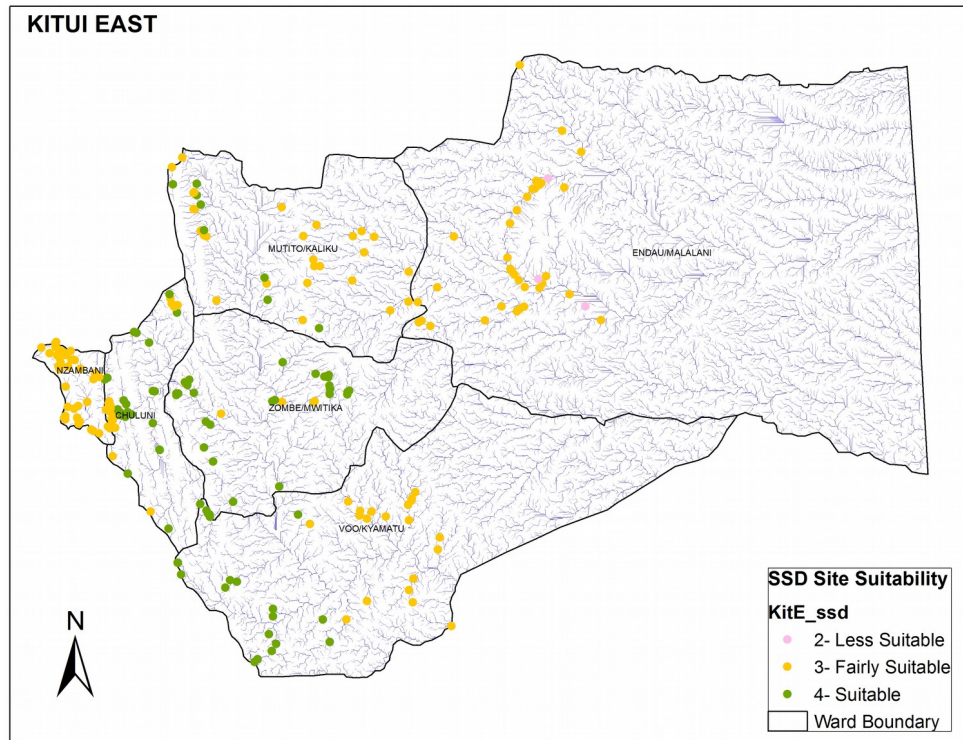 KITUI EAST
MUTITO/KALIKU
ENDAU/MALALANI
NZAMBANI
CHULUNI
ZOMBE/MWITIKA
VOO/KYAMATU
N
SSD Site Suitability
KitE_ssd
2- Less Suitable
3- Fairly Suitable
4- Suitable
Ward Boundary